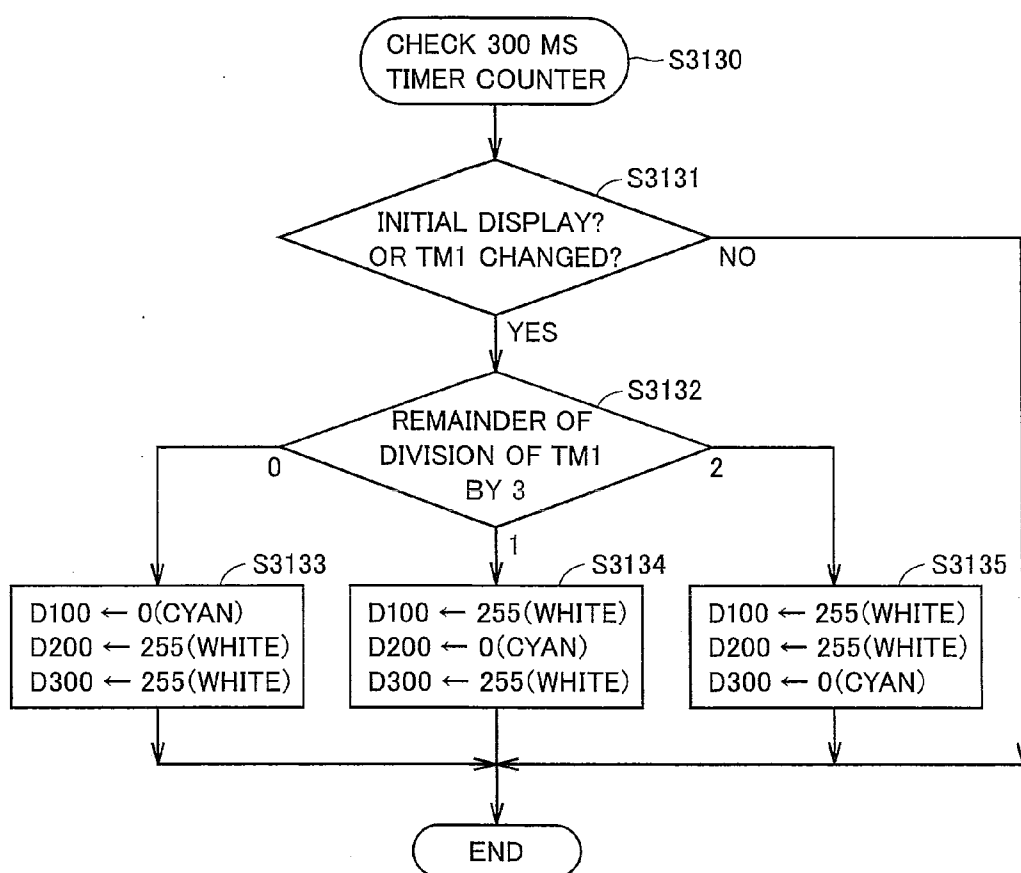 CHECK 300 MS
TIMER COUNTER
S3130
S3131
INITIAL DISPLAY?
OR TM1 CHANGED?
NO
YES
S3132
REMAINDER OF
DIVISION OF TM1
BY 3
0
1
2
S3133
D100 ← 0(CYAN)
D200 ← 255(WHITE)
D300 ← 255(WHITE)
S3134
D100 ← 255(WHITE)
D200 ← 0(CYAN)
D300 ← 255(WHITE)
S3135
D100 ← 255(WHITE)
D200 ← 255(WHITE)
D300 ← 0(CYAN)
END